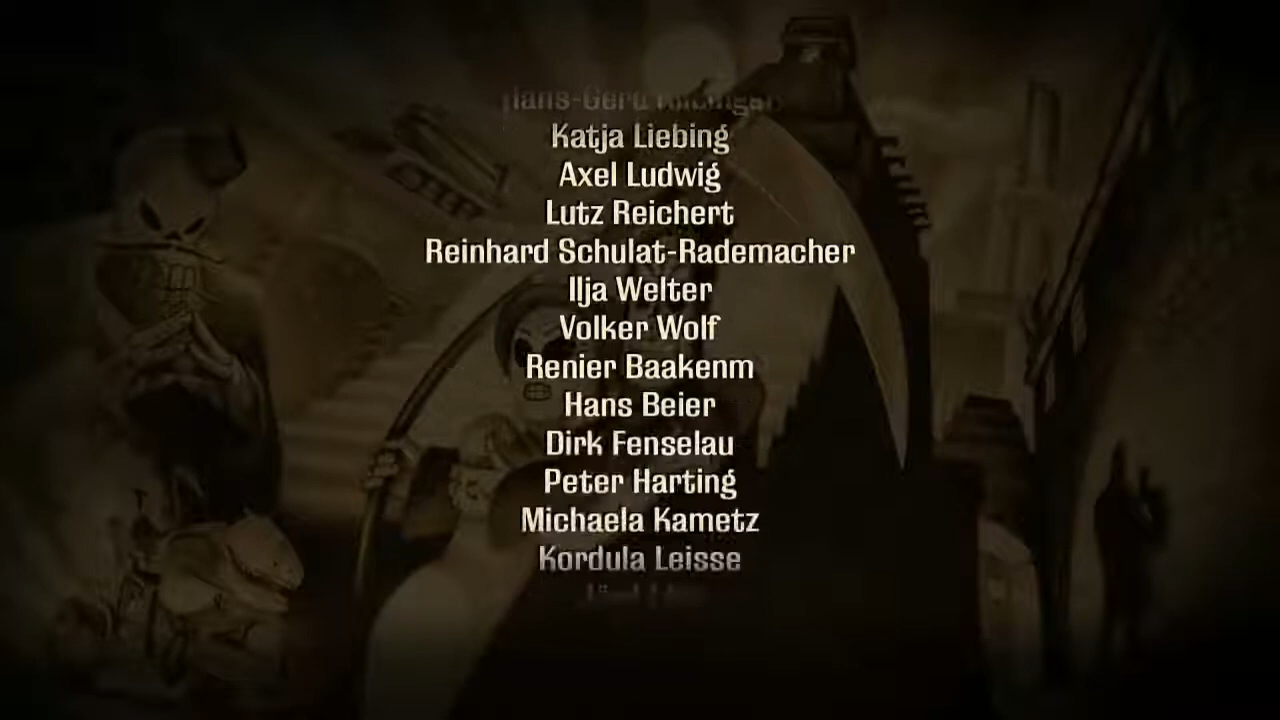 Katja Liebing
Axel Ludwig
Lutz Reichert
Reinhard Schulat-Rademacher
Ilja Welter
Volker Wolf
Renier Baakenm
Hans Beier
Dirk Fenselau
Peter Harting
Michaela Kametz
Kordula Leisse